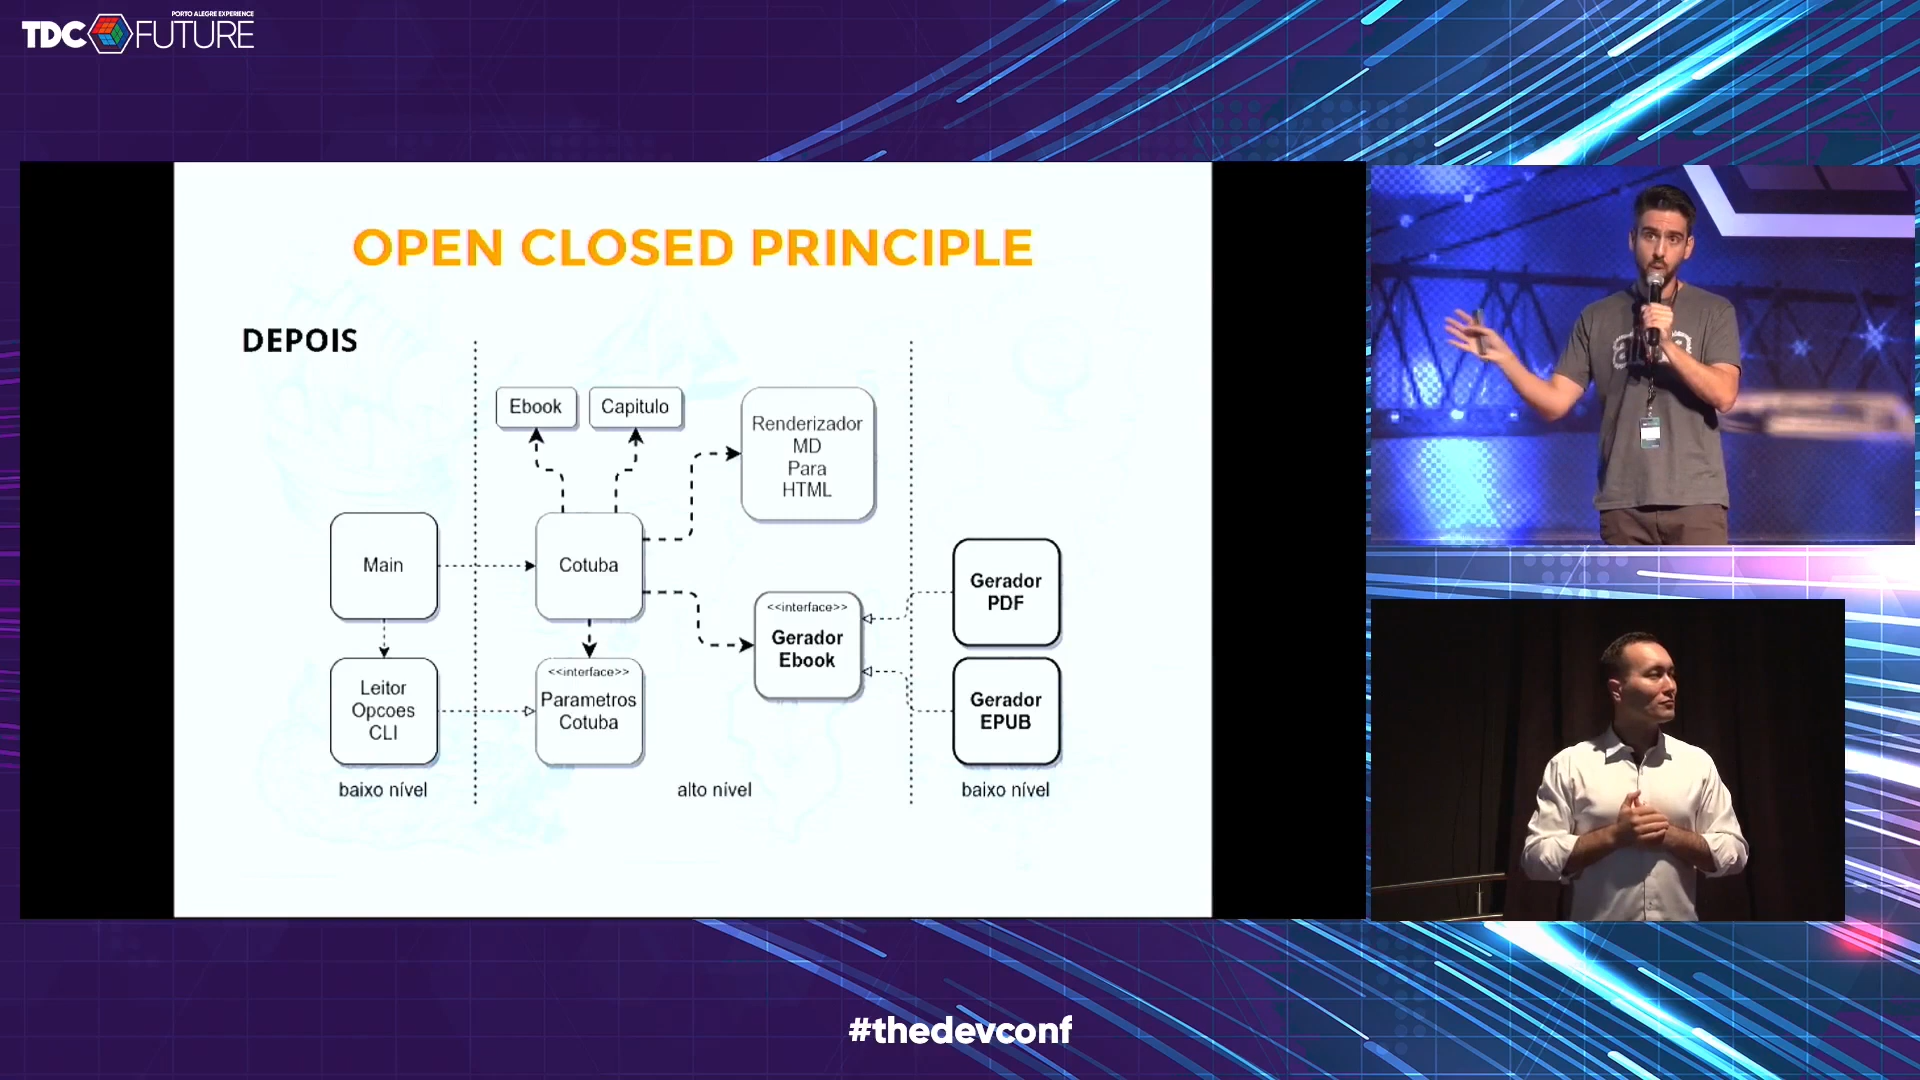 PORTO ALEGRE EXPERIENCE
TDC FUTURE
OPEN CLOSED PRINCIPLE
DEPOIS
Ebook
Capitulo
Renderizador
MD
Para
HTML
Main
Cotuba
Gerador
PDF
<<interface>>
Gerador
Ebook
Leitor
Opcoes
CLI
<<interface>>
Parametros
Cotuba
Gerador
EPUB
baixo nível
alto nível
baixo nível
#thedevconf